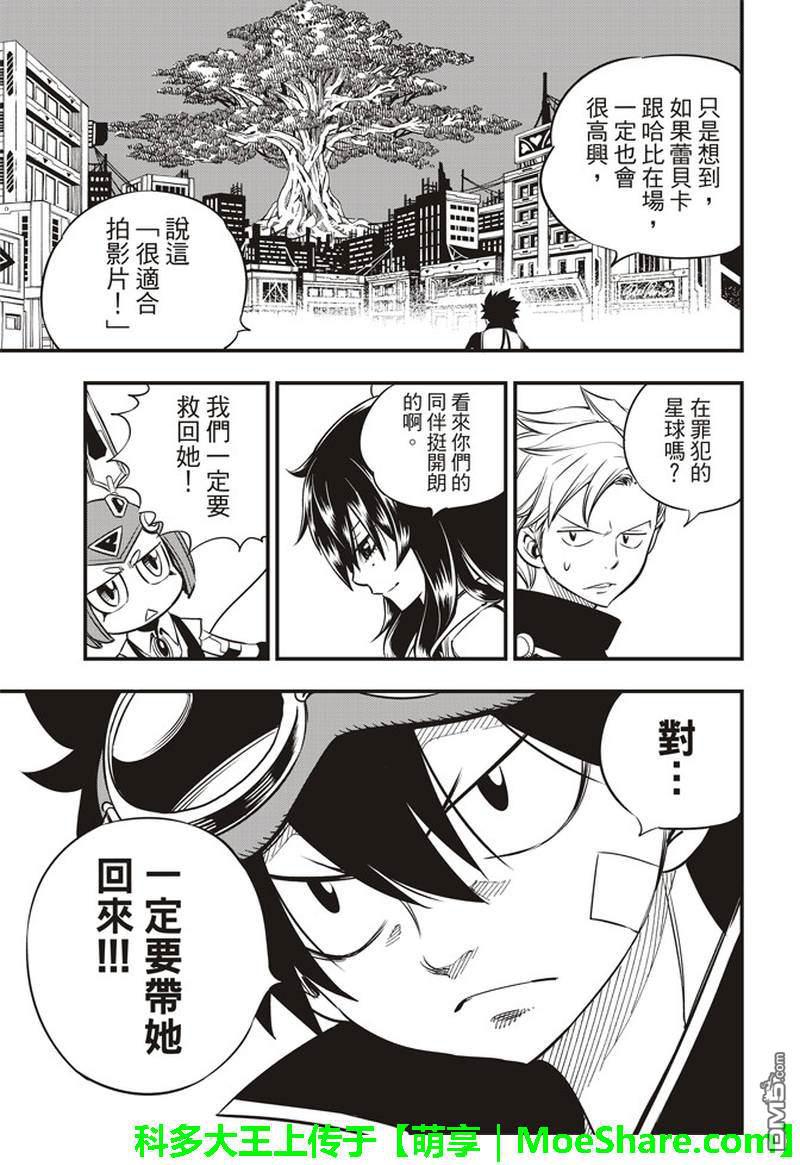 只是想到，
如果蕾貝卡
跟哈比在場，
一定也會
很高興，
說這
「很適合
拍影片！」
在罪犯的
星球嗎？
看來你們的
同伴挺開朗
的啊。
我們一定要
救回她！
對…
一定要帶她
回來!!!
科多大王上传于【萌享|MoeShare.com】
DM5.com